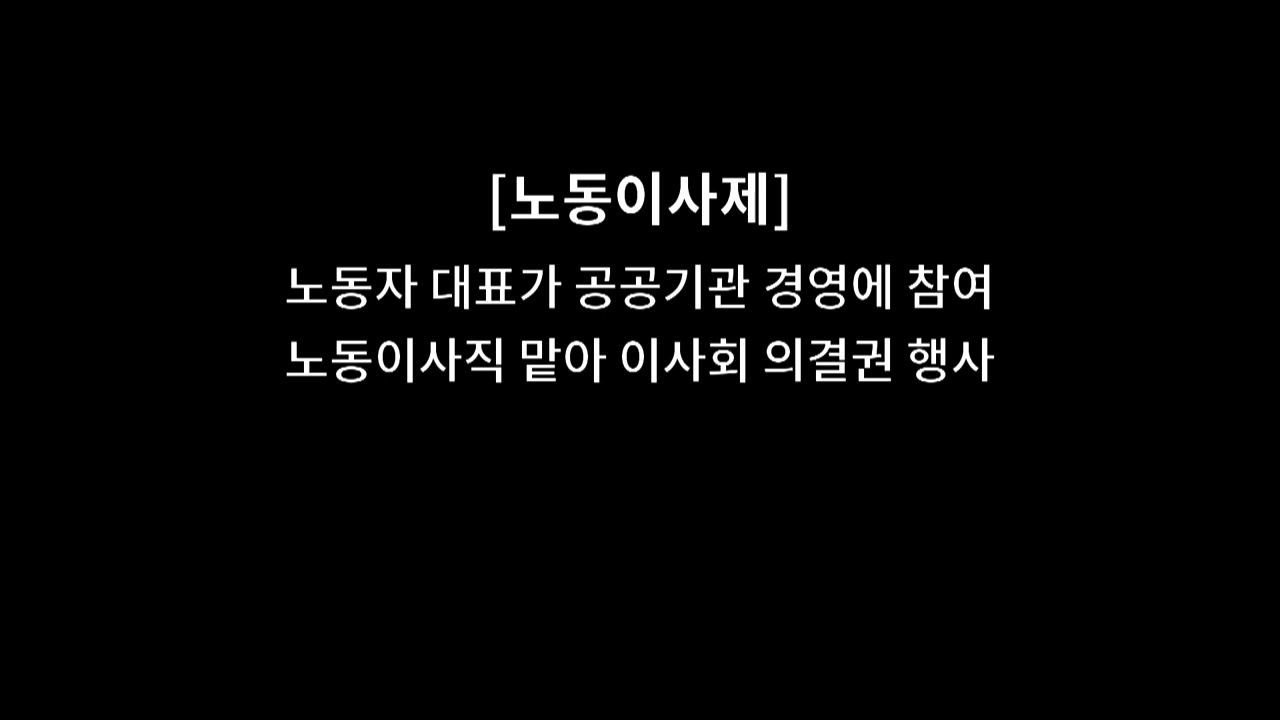 [노동이사제]
노동자 대표가 공공기관 경영에 참여
노동이사직 맡아 이사회 의결권 행사